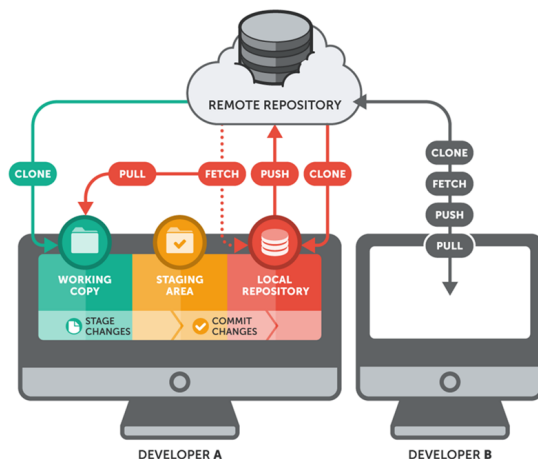 REMOTE REPOSITORY
CLONE
PULL
FETCH
PUSH
CLONE
CLONE
FETCH
PUSH
PULL
WORKING
COPY
STAGING
AREA
LOCAL
REPOSITORY
STAGE
CHANGES
COMMIT
CHANGES
DEVELOPER A
DEVELOPER B